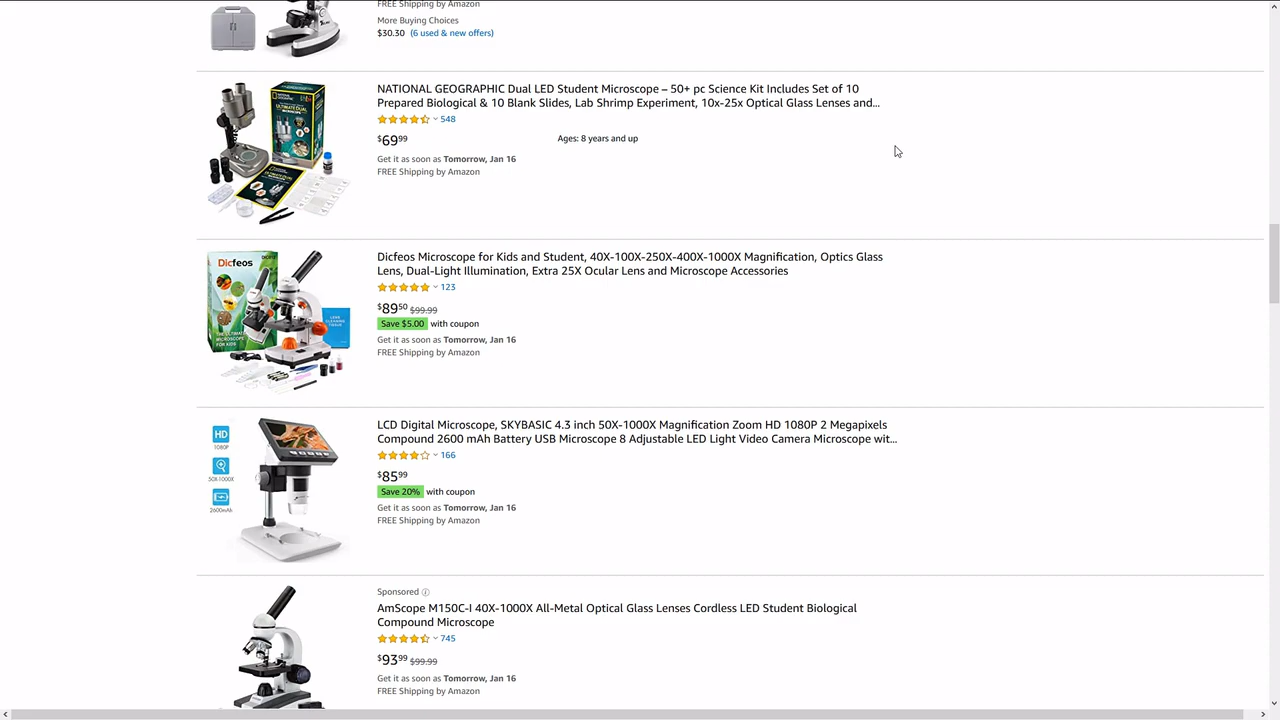 FREE Shipping by Amazon
More Buying Choices
$30.30 (6 used & new offers)
NATIONAL GEOGRAPHIC Dual LED Student Microscope – 50+ pc Science Kit Includes Set of 10
Prepared Biological & 10 Blank Slides, Lab Shrimp Experiment, 10x-25x Optical Glass Lenses and...
548
$69.99
Ages: 8 years and up
Get it as soon as Tomorrow, Jan 16
FREE Shipping by Amazon
Dicfeos
Dicfeos Microscope for Kids and Student, 40X-100X-250X-400X-1000X Magnification, Optics Glass
Lens, Dual-Light Illumination, Extra 25X Ocular Lens and Microscope Accessories
123
$89.50 $99.99
Save $5.00 with coupon
Get it as soon as Tomorrow, Jan 16
FREE Shipping by Amazon
HD
1080P
50X-1000X
2600mAh
LCD Digital Microscope, SKYBASIC 4.3 inch 50X-1000X Magnification Zoom HD 1080P 2 Megapixels
Compound 2600 mAh Battery USB Microscope 8 Adjustable LED Light Video Camera Microscope wit...
166
$85.99
Save 20% with coupon
Get it as soon as Tomorrow, Jan 16
FREE Shipping by Amazon
Sponsored
AmScope M150C-I 40X-1000X All-Metal Optical Glass Lenses Cordless LED Student Biological
Compound Microscope
745
$93.99 $99.99
Get it as soon as Tomorrow, Jan 16
FREE Shipping by Amazon